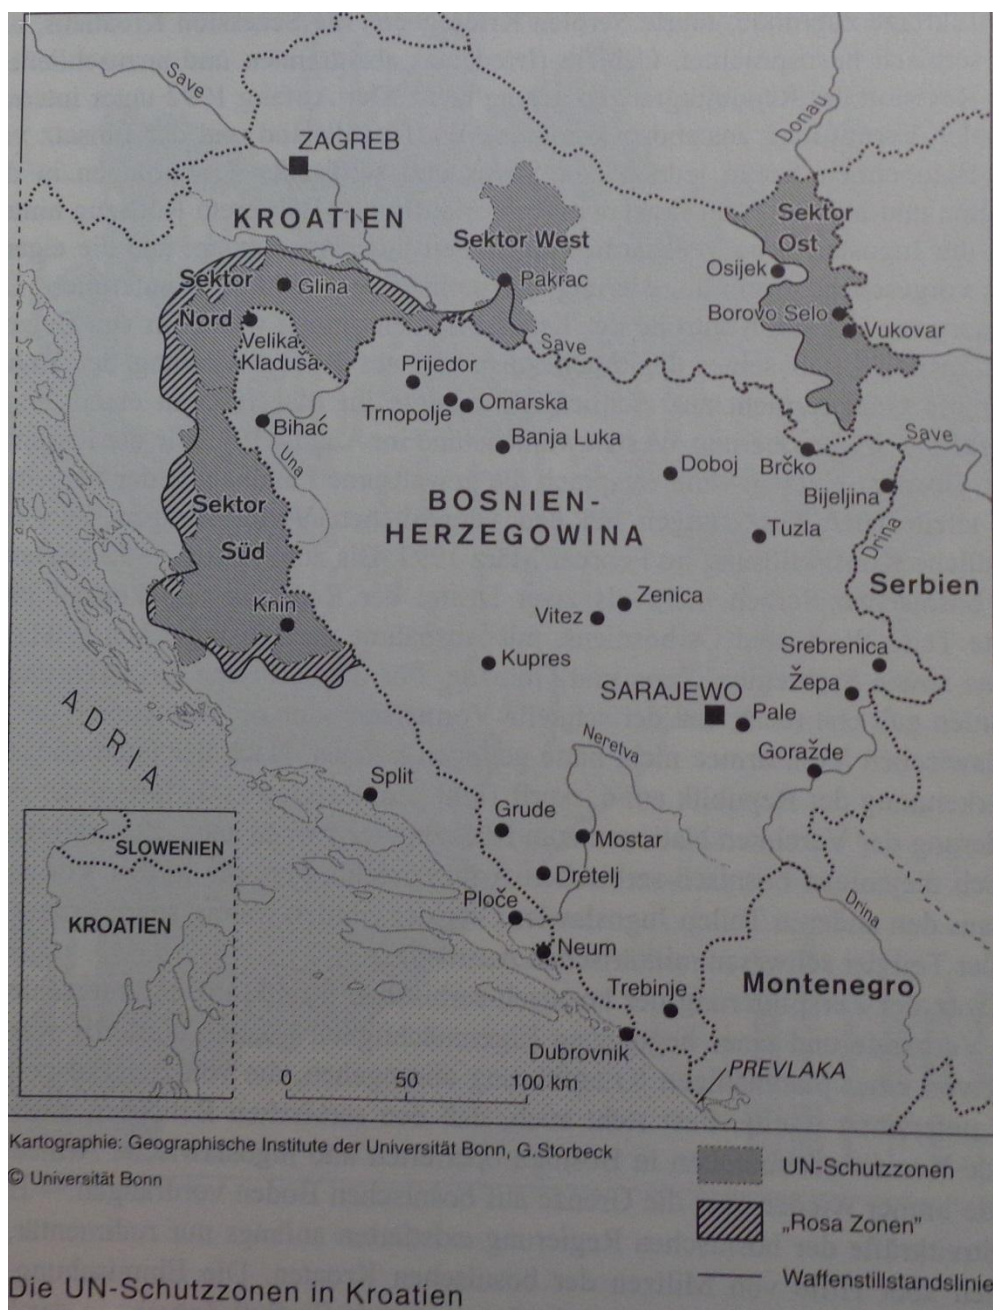 Save
Donau
ZAGREB
KROATIEN
Sektor West
Sektor
Ost
Osijek
Pakrac
Sektor
Glina
Nord
Borovo Selo
Vukovar
Velika
Kladuša
Save
Prijedor
Trnopolje
Omarska
Bihać
Banja Luka
Save
Una
Doboj
Brčko
Bijeljina
BOSNIEN-
HERZEGOWINA
Sektor
Süd
Tuzla
Drina
Serbien
Knin
Zenica
Vitez
Kupres
Srebrenica
Žepa
SARAJEWO
Pale
ADRIA
Neretva
Goražde
Split
Grude
Mostar
SLOWENIEN
Dretelj
Ploče
Drina
KROATIEN
Neum
Trebinje
Montenegro
Dubrovnik
PREVLAKA
0 50 100 km
Kartographie: Geographische Institute der Universität Bonn, G.Storbeck
© Universität Bonn
UN-Schutzzonen
„Rosa Zonen"
Waffenstillstandslinie
Die UN-Schutzzonen in Kroatien